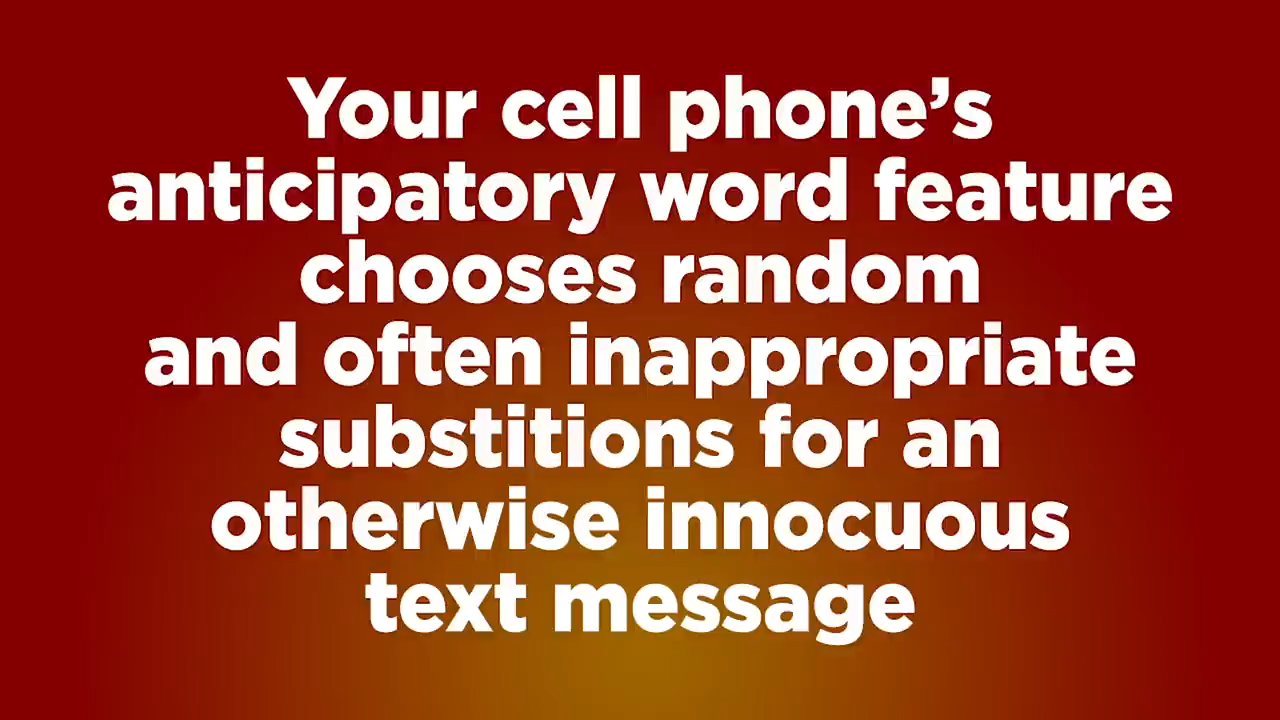 Your cell phone’s
anticipatory word feature
chooses random
and often inappropriate
substitions for an
otherwise innocuous
text message